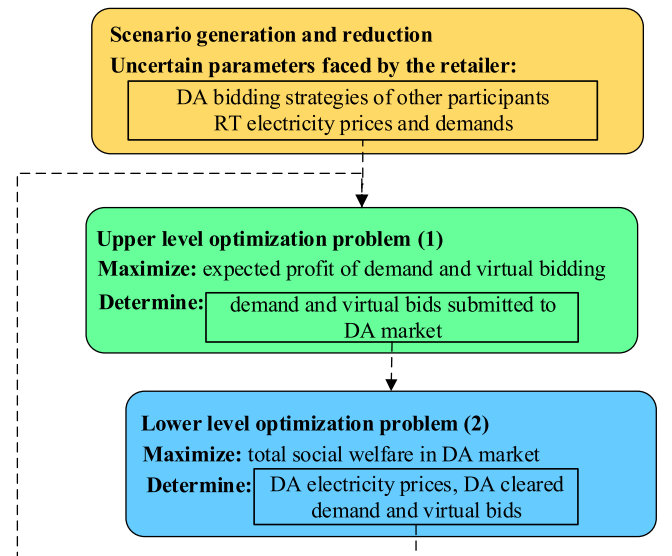 Scenario generation and reduction
Uncertain parameters faced by the retailer:
DA bidding strategies of other participants
RT electricity prices and demands
Upper level optimization problem (1)
Maximize: expected profit of demand and virtual bidding
Determine: demand and virtual bids submitted to
DA market
Lower level optimization problem (2)
Maximize: total social welfare in DA market
Determine: DA electricity prices, DA cleared
demand and virtual bids